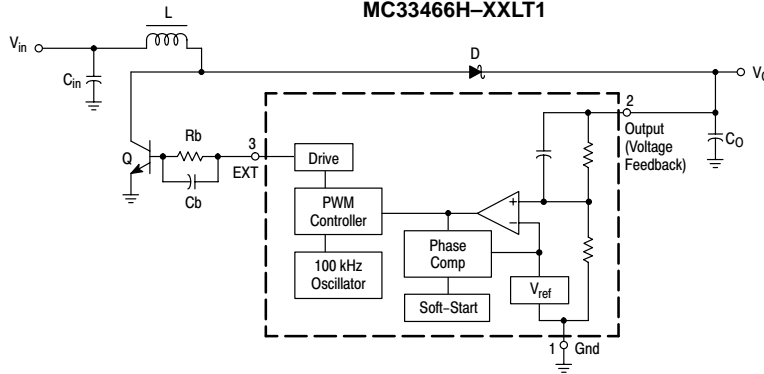 MC33466H–XXLT1
L
Vin
D
Cin
2
Output
(Voltage
Feedback)
CO
Rb
3
Q
EXT
Cb
Drive
PWM
Controller
+
−
Phase
Comp
100 kHz
Oscillator
Vref
Soft−Start
1
Gnd